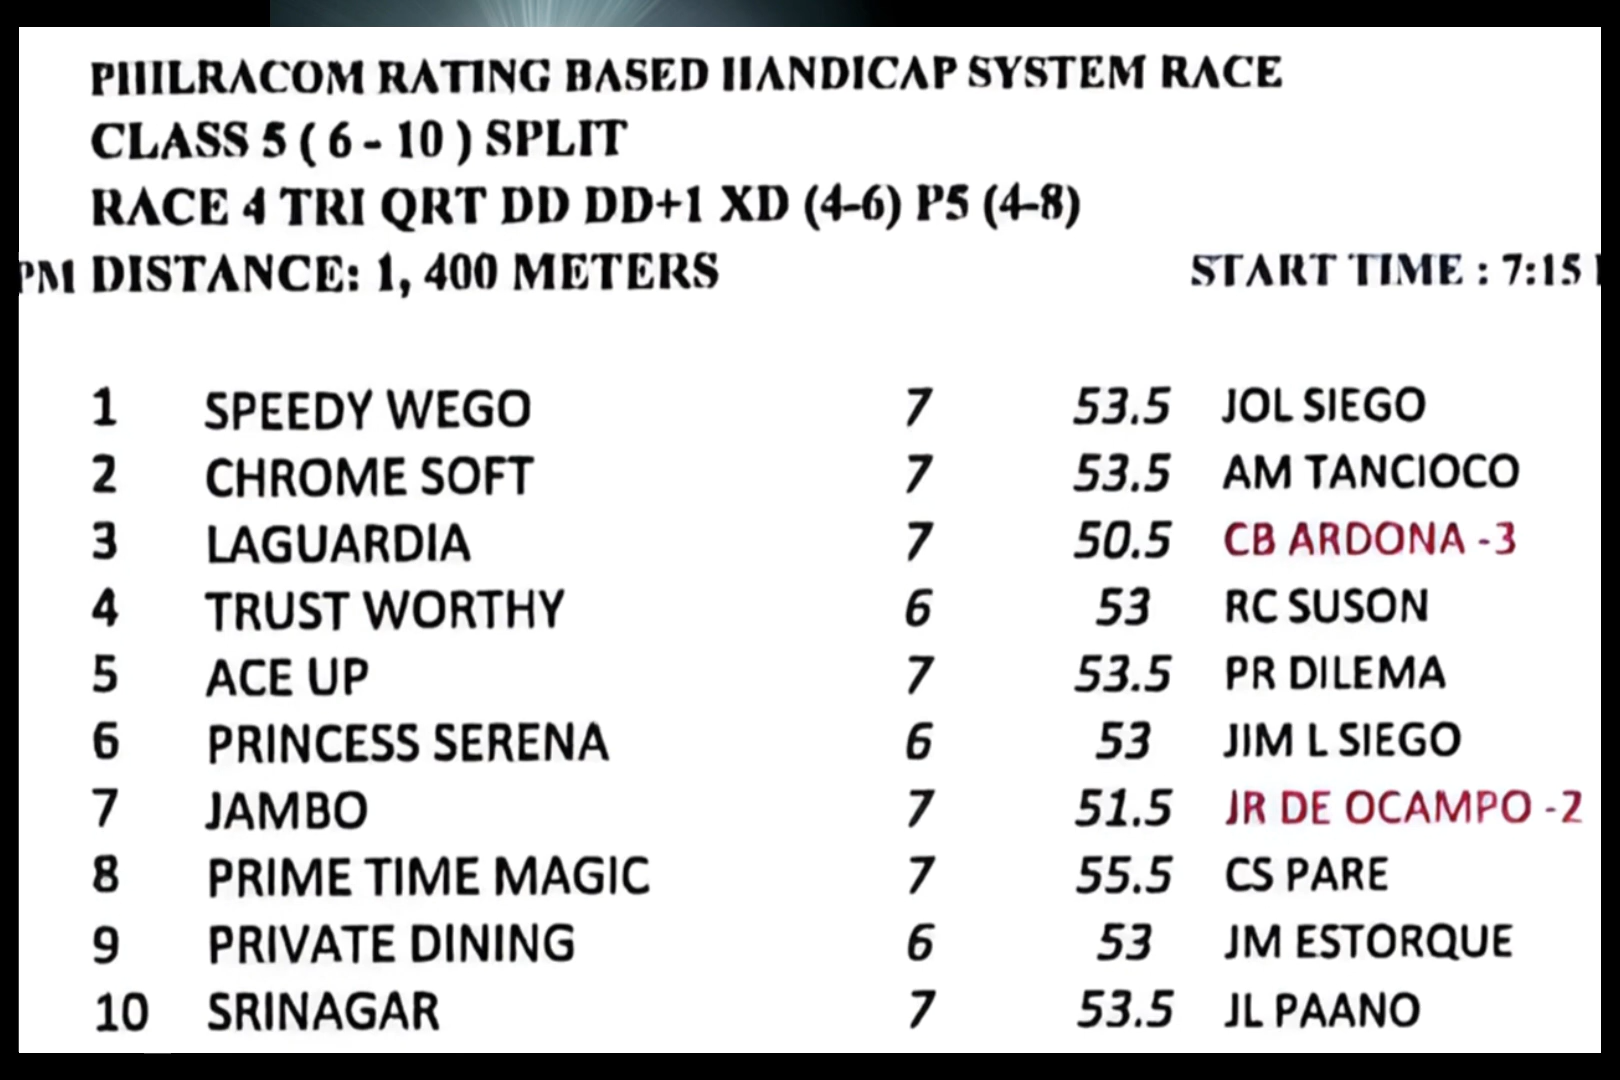 PHILRACOM RATING BASED HANDICAP SYSTEM RACE
CLASS 5 ( 6 - 10 ) SPLIT
RACE 4 TRI QRT DD DD+1 XD (4-6) P5 (4-8)
PM DISTANCE: 1, 400 METERS START TIME : 7:15
1 SPEEDY WEGO 7 53.5 JOL SIEGO
2 CHROME SOFT 7 53.5 AM TANCIOCO
3 LAGUARDIA 7 50.5 CB ARDONA -3
4 TRUST WORTHY 6 53 RC SUSON
5 ACE UP 7 53.5 PR DILEMA
6 PRINCESS SERENA 6 53 JIM L SIEGO
7 JAMBO 7 51.5 JR DE OCAMPO -2
8 PRIME TIME MAGIC 7 55.5 CS PARE
9 PRIVATE DINING 6 53 JM ESTORQUE
10 SRINAGAR 7 53.5 JL PAANO